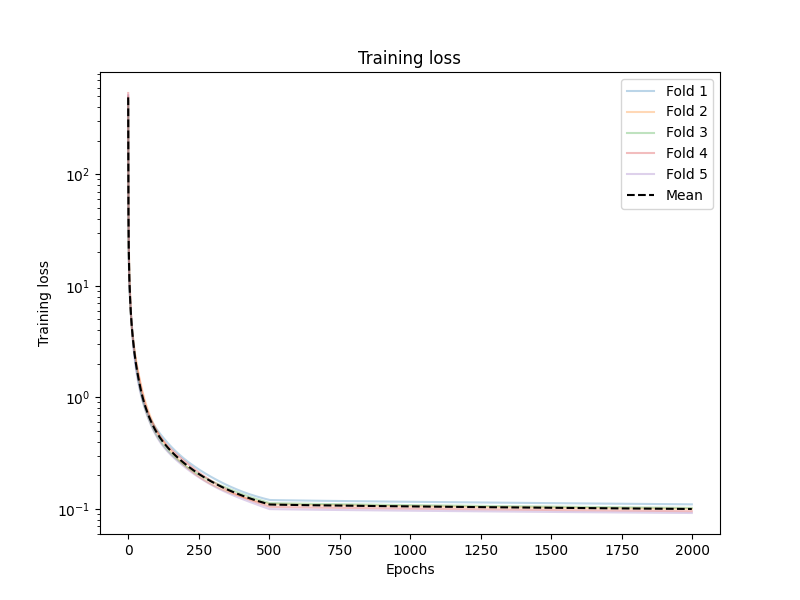 Training loss
Fold 1
Fold 2
Fold 3
Fold 4
Fold 5
Mean
Training loss
10²
10¹
10⁰
10⁻¹
0 250 500 750 1000 1250 1500 1750 2000
Epochs